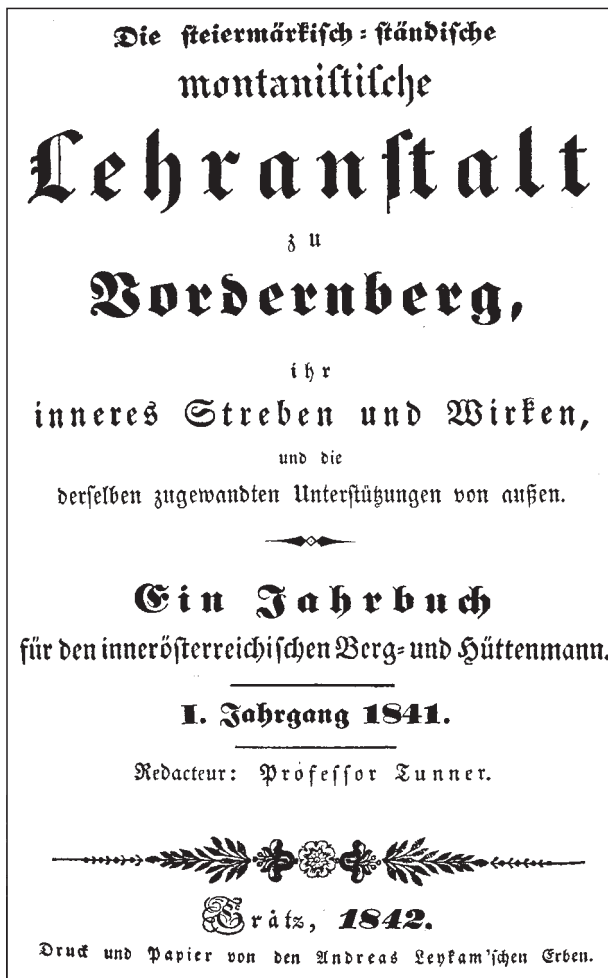 Die steiermärkisch-ständische
montanistische
Lehranstalt
zu
Vordernberg,
ihr
inneres Streben und Wirken,
und die
derselben zugewandten Unterstützungen von außen.
Ein Jahrbuch
für den innerösterreichischen Berg- und Hüttenmann.
I. Jahrgang 1841.
Redacteur: Professor Tunner.
Grätz, 1842.
Druck und Papier von den Andreas Leykam'schen Erben.